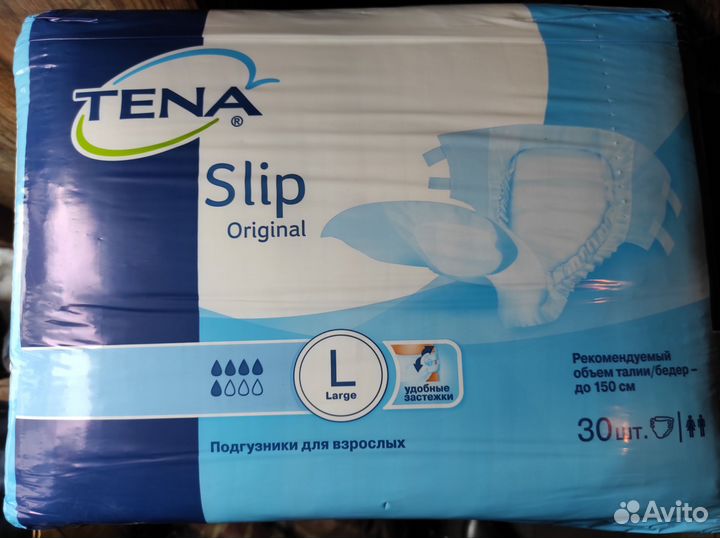 TENA®
Slip
Original
L
Large
удобные
застежки
Рекомендуемый
объем талии/бедер –
до 150 см
30 шт.
Подгузники для взрослых
Avito